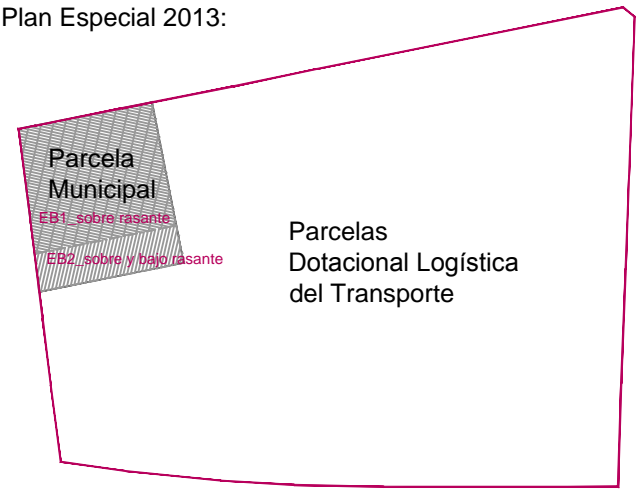 Plan Especial 2013:
Parcela
Municipal
EB1_sobre rasante
EB2_sobre y bajo rasante
Parcelas
Dotacional Logística
del Transporte